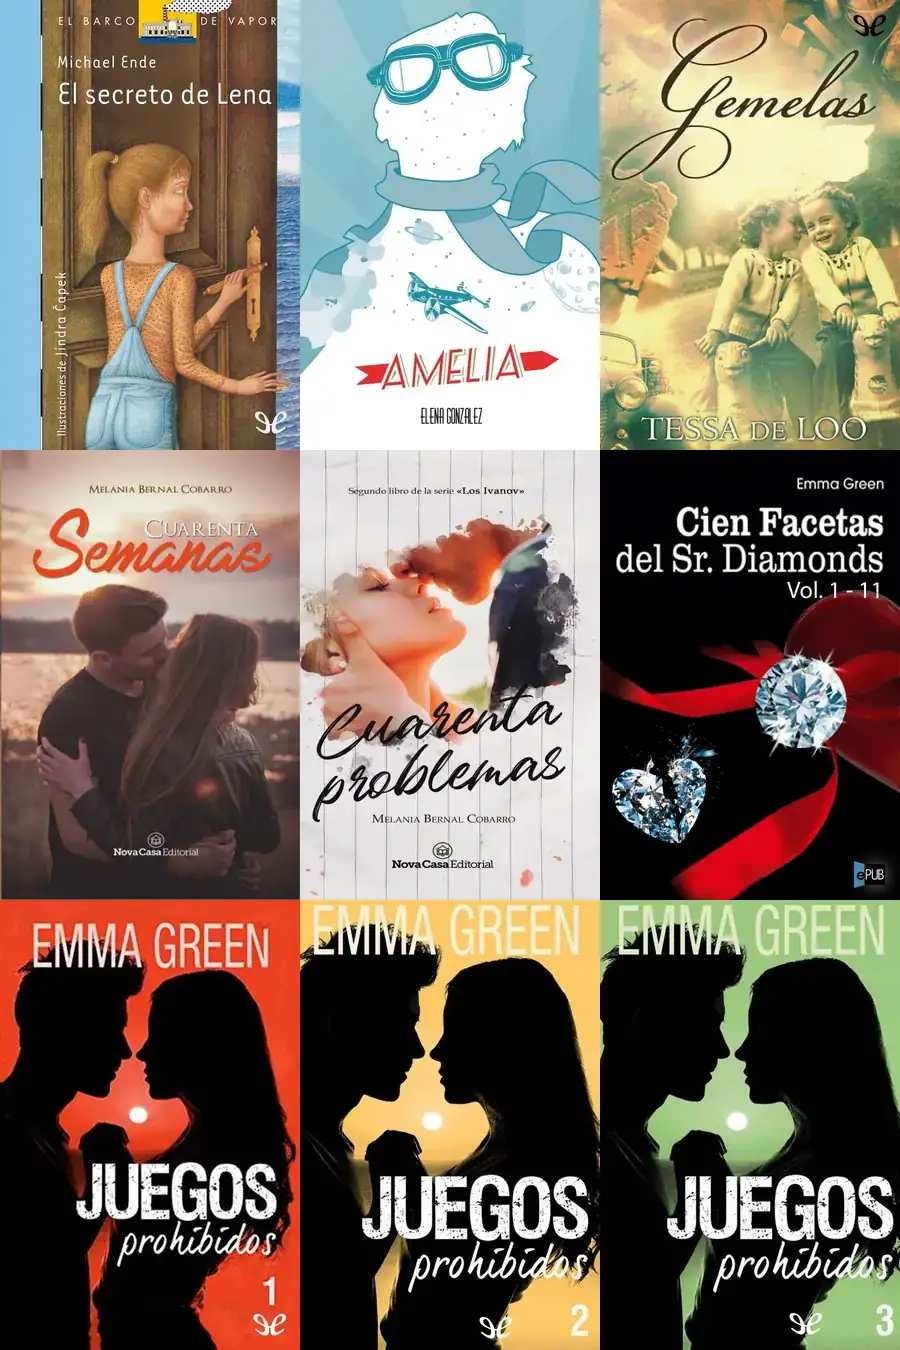 EL BARCO DE VAPOR
Michael Ende
El secreto de Lena
Ilustraciones de Jindra Čapek
AMELIA
ELENA GONZALEZ
Gemelas
TESSA DE LOO
MELANIA BERNAL COBARRO
CUARENTA
Semanas
NovaCasa Editorial
Segundo libro de la serie «Los Ivanov»
Cuarenta
problemas
MELANIA BERNAL COBARRO
NovaCasa Editorial
Emma Green
Cien Facetas
del Sr. Diamonds
Vol. 1 - 11
ePUB
EMMA GREEN
JUEGOS
prohibidos
1
EMMA GREEN
JUEGOS
prohibidos
2
EMMA GREEN
JUEGOS
prohibidos
3